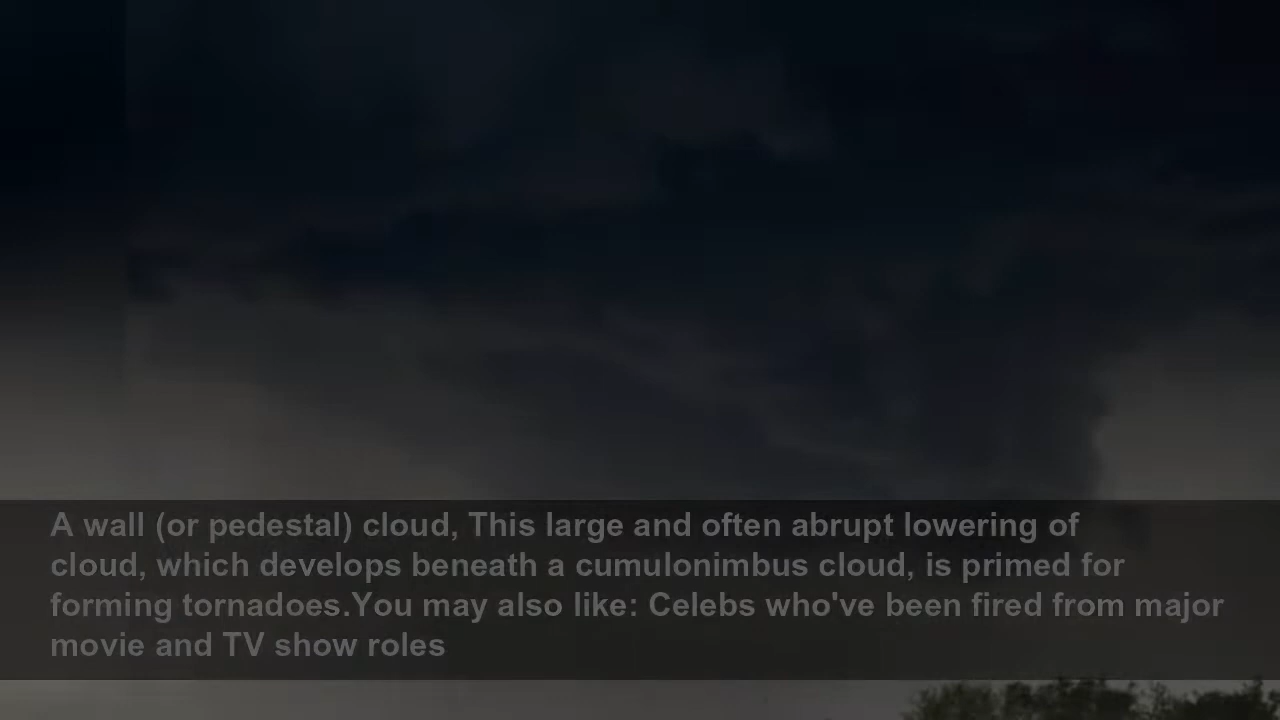 A wall (or pedestal) cloud, This large and often abrupt lowering of
cloud, which develops beneath a cumulonimbus cloud, is primed for
forming tornadoes.You may also like: Celebs who've been fired from major
movie and TV show roles